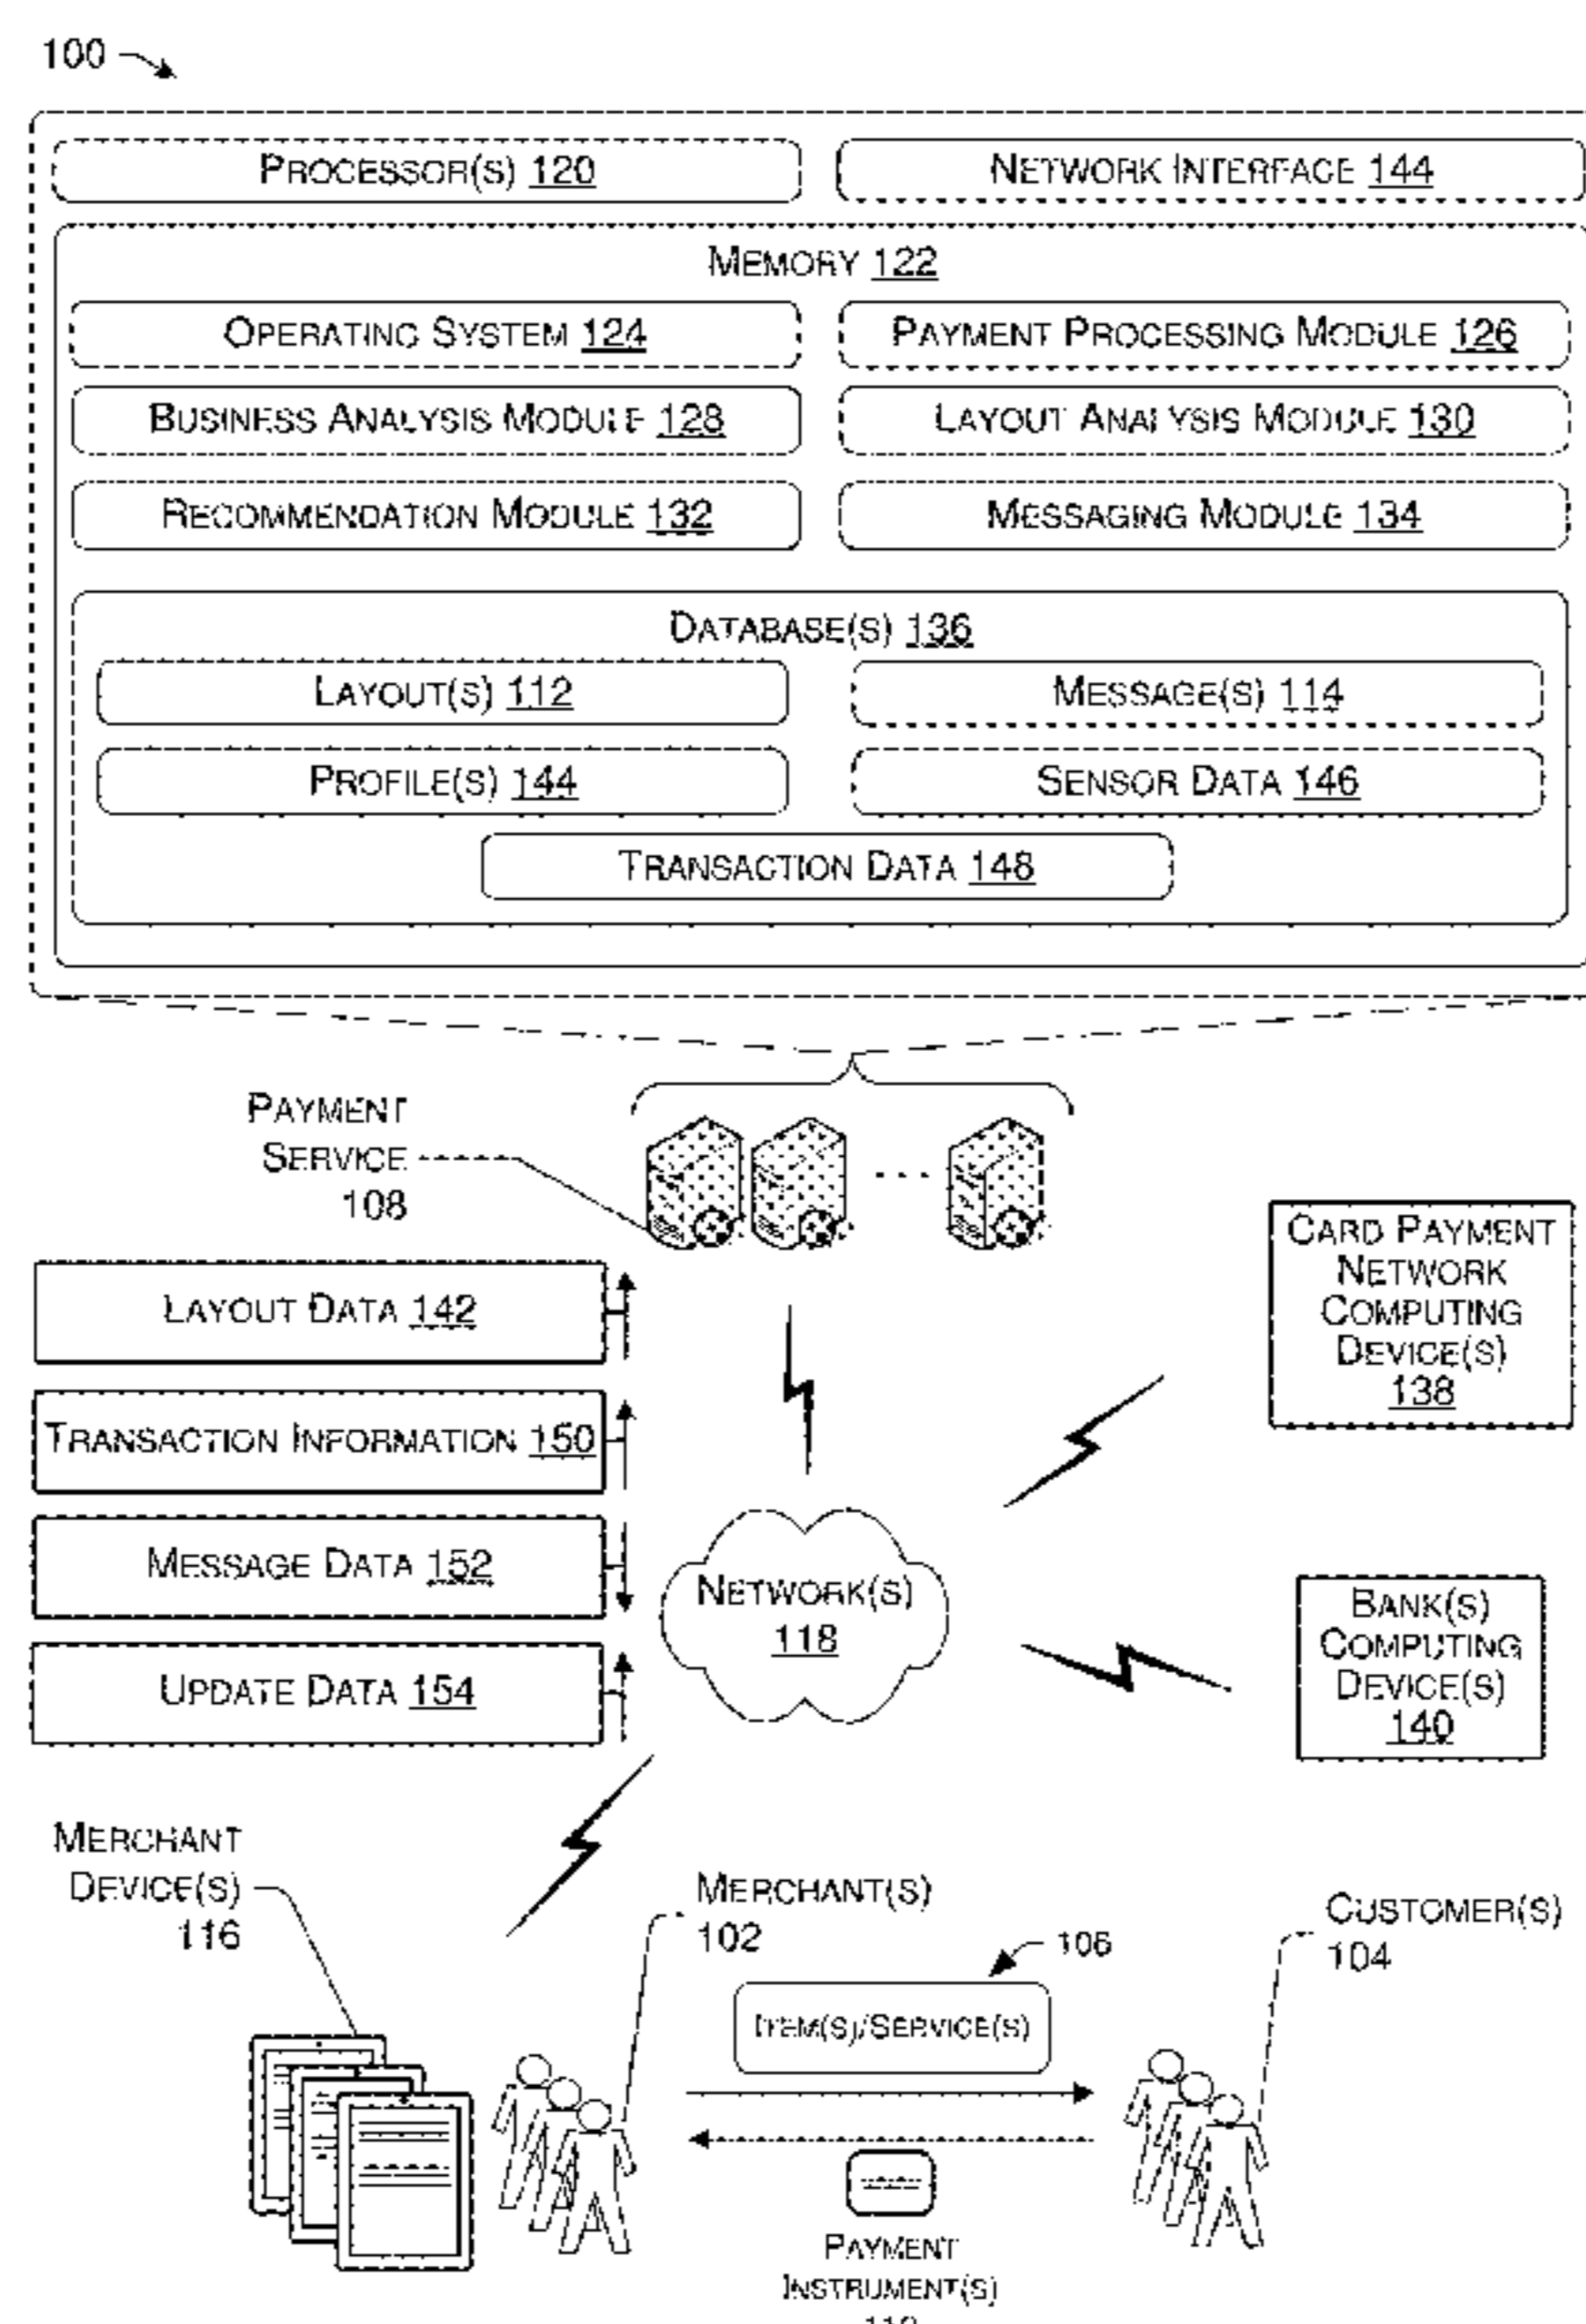 100
PROCESSOR(S) 120
NETWORK INTERFACE 144
MEMORY 122
OPERATING SYSTEM 124
PAYMENT PROCESSING MODULE 126
BUSINESS ANALYSIS MODULE 128
LAYOUT ANALYSIS MODULE 130
RECOMMENDATION MODULE 132
MESSAGING MODULE 134
DATABASE(S) 136
LAYOUT(S) 112
MESSAGE(S) 114
PROFILE(S) 144
SENSOR DATA 146
TRANSACTION DATA 148
PAYMENT
SERVICE
108
LAYOUT DATA 142
TRANSACTION INFORMATION 150
MESSAGE DATA 152
UPDATE DATA 154
CARD PAYMENT
NETWORK
COMPUTING
DEVICE(S)
138
NETWORK(S)
118
BANK(S)
COMPUTING
DEVICE(S)
140
MERCHANT
DEVICE(S)
116
MERCHANT(S)
102
106
ITEM(S)/SERVICE(S)
CUSTOMER(S)
104
PAYMENT
INSTRUMENT(S)